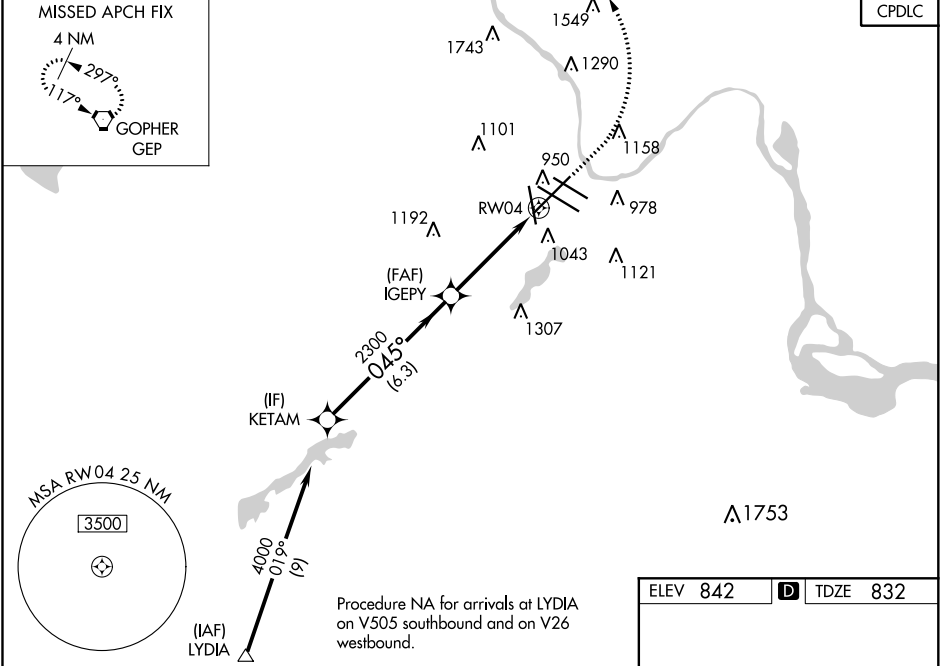 MISSED APCH FIX
4 NM
297°
117°
GOPHER
GEP
CPDLC
1549
1743
1290
1101
1158
950
RW04
978
1192
1043
1121
(FAF)
IGEPY
1307
2300
045°
(6.3)
(IF)
KETAM
MSA RW04 25 NM
3500
1753
4000
019°
(9)
Procedure NA for arrivals at LYDIA
on V505 southbound and on V26
westbound.
(IAF)
LYDIA
ELEV 842 D TDZE 832